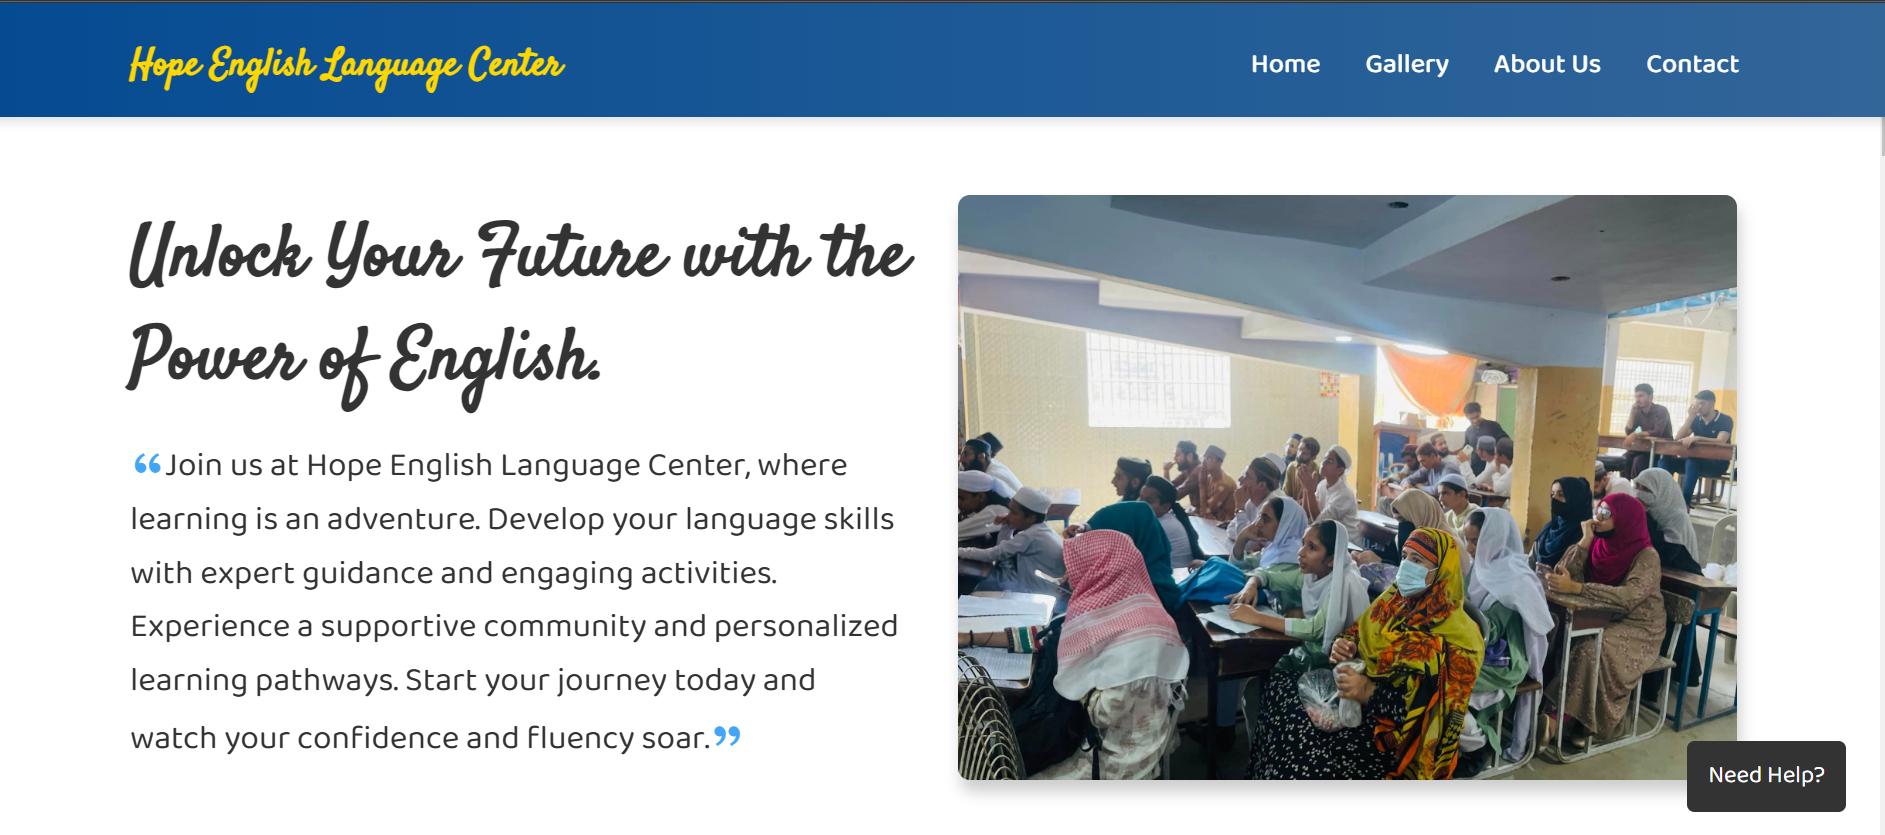 Hope English Language Center
Home Gallery About Us Contact
Unlock Your Future with the
Power of English.
“Join us at Hope English Language Center, where
learning is an adventure. Develop your language skills
with expert guidance and engaging activities.
Experience a supportive community and personalized
learning pathways. Start your journey today and
watch your confidence and fluency soar.”
Need Help?